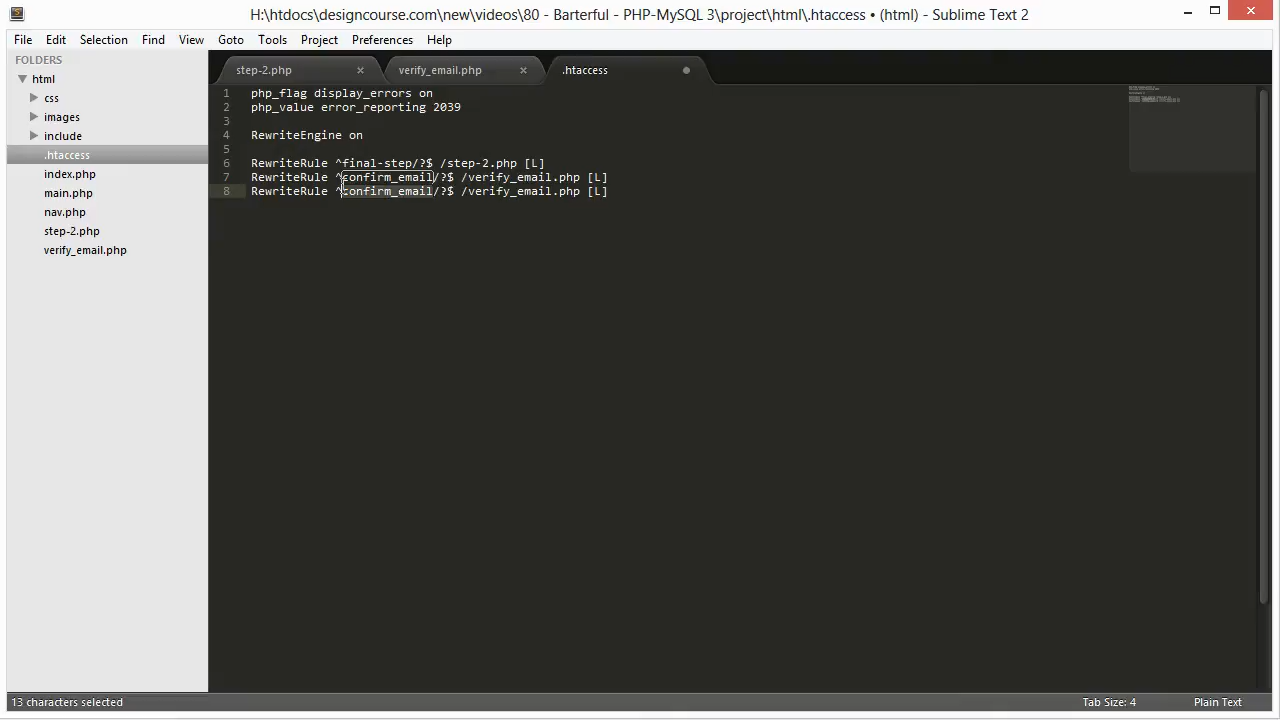 H:\htdocs\designcourse.com\new\videos\80 - Barterful - PHP-MySQL 3\project\html\.htaccess • (html) - Sublime Text 2
File Edit Selection Find View Goto Tools Project Preferences Help
FOLDERS
html
css
images
include
.htaccess
index.php
main.php
nav.php
step-2.php
verify_email.php
step-2.php verify_email.php .htaccess
1 php_flag display_errors on
2 php_value error_reporting 2039
3
4 RewriteEngine on
5
6 RewriteRule ^final-step/?$ /step-2.php [L]
7 RewriteRule ^confirm_email/?$ /verify_email.php [L]
8 RewriteRule ^confirm_email/?$ /verify_email.php [L]
13 characters selected Tab Size: 4 Plain Text